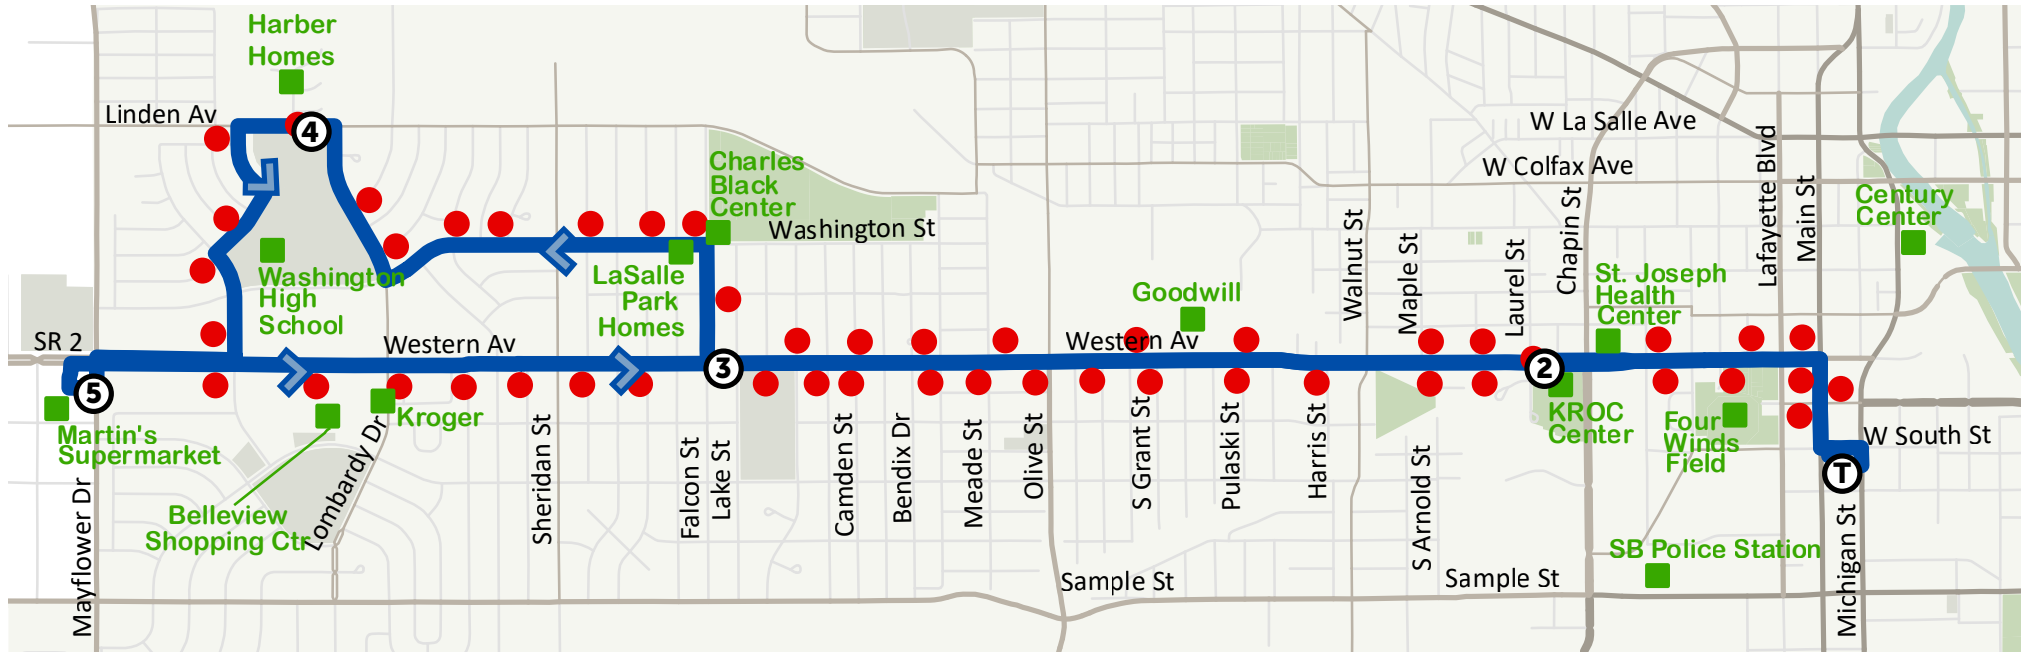 Harber
Homes
Linden Av
4
W La Salle Ave
W Colfax Ave
Charles
Black
Center
Washington St
Century
Center
Lafayette Blvd
Main St
Chapin St
Walnut St
Maple St
Laurel St
Washington
High
School
LaSalle
Park
Homes
Goodwill
St. Joseph
Health
Center
SR 2
Western Av
Western Av
5
3
2
Martin's
Supermarket
Kroger
KROC
Center
Four
Winds
Field
W South St
T
Belleview
Shopping Ctr
Mayflower Dr
Lombardy Dr
Sheridan St
Falcon St
Lake St
Camden St
Bendix Dr
Meade St
Olive St
S Grant St
Pulaski St
Harris St
S Arnold St
Michigan St
SB Police Station
Sample St
Sample St